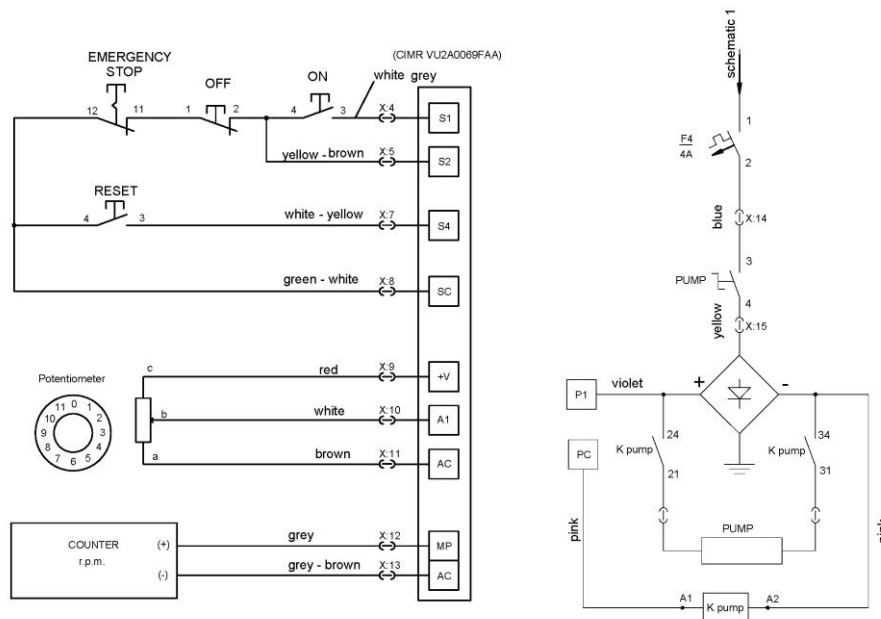 (CIMR VU2A0069FAA)
EMERGENCY
STOP
OFF
ON
white grey
12
11
1
2
4
3
X:4
S1
yellow-brown
X:5
S2
RESET
4
3
white - yellow
X:7
S4
green - white
X:8
SC
Potentiometer
11 0 1
10 2
9 3
8 4
7 6 5
c
b
a
red
X:9
+V
white
X:10
A1
brown
X:11
AC
COUNTER
r.p.m.
(+)
(-)
grey
X:12
MP
grey - brown
X:13
AC
schematic 1
1
F4
4A
2
blue
X:14
3
PUMP
4
yellow
X:15
P1
violet
+
-
PC
24
K pump
21
34
K pump
31
PUMP
pink
pink
A1
K pump
A2